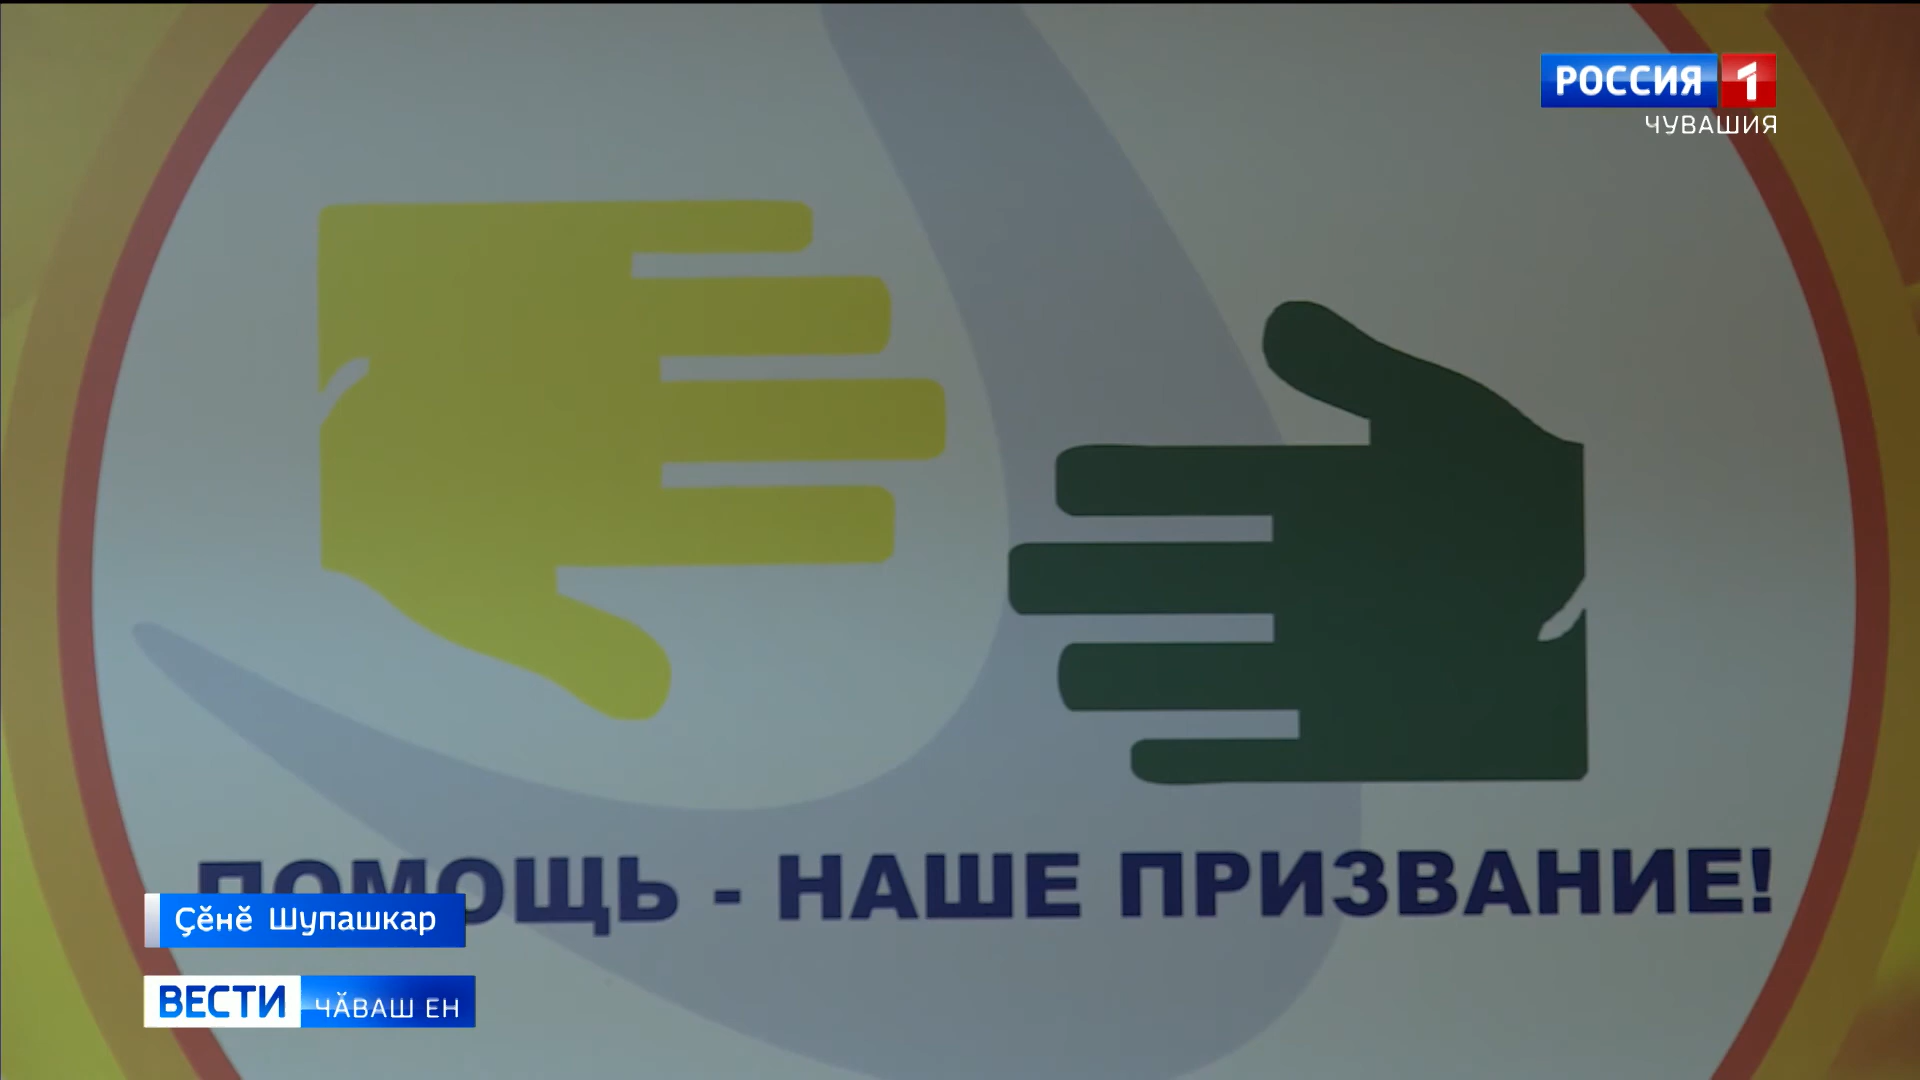 РОССИЯ 1
ЧУВАШИЯ
ПОМОЩЬ - НАШЕ ПРИЗВАНИЕ!
Ҫӗнӗ Шупашкар
ВЕСТИ ЧӐВАШ ЕН